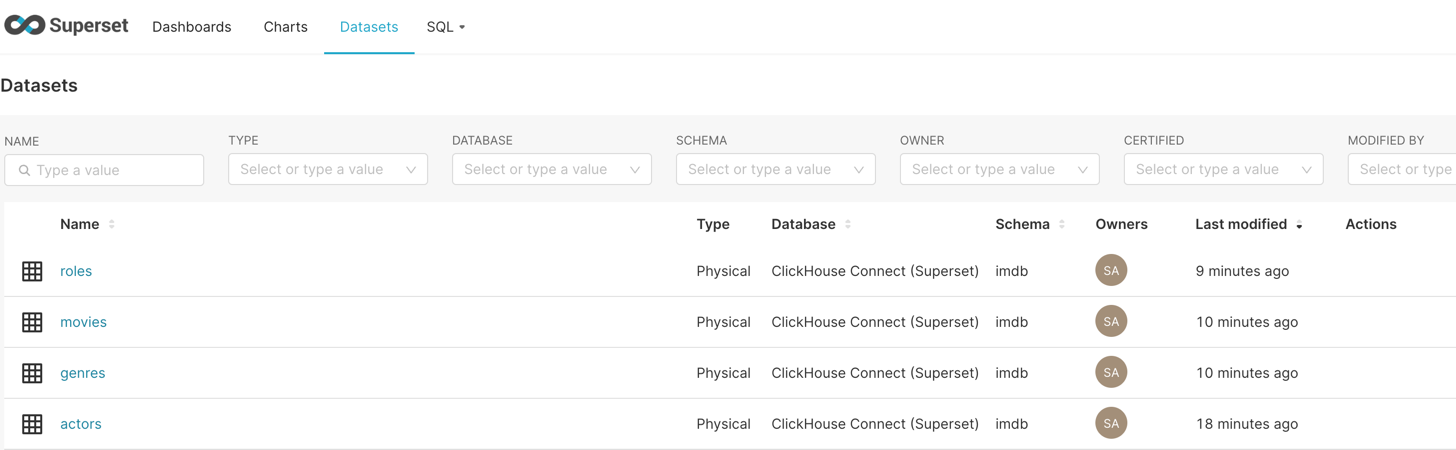 Superset Dashboards Charts Datasets SQL
Datasets
NAME TYPE DATABASE SCHEMA OWNER CERTIFIED MODIFIED BY
Type a value Select or type a value Select or type a value Select or type a value Select or type a value Select or type a value Select or type
Name Type Database Schema Owners Last modified Actions
roles Physical ClickHouse Connect (Superset) imdb SA 9 minutes ago
movies Physical ClickHouse Connect (Superset) imdb SA 10 minutes ago
genres Physical ClickHouse Connect (Superset) imdb SA 10 minutes ago
actors Physical ClickHouse Connect (Superset) imdb SA 18 minutes ago